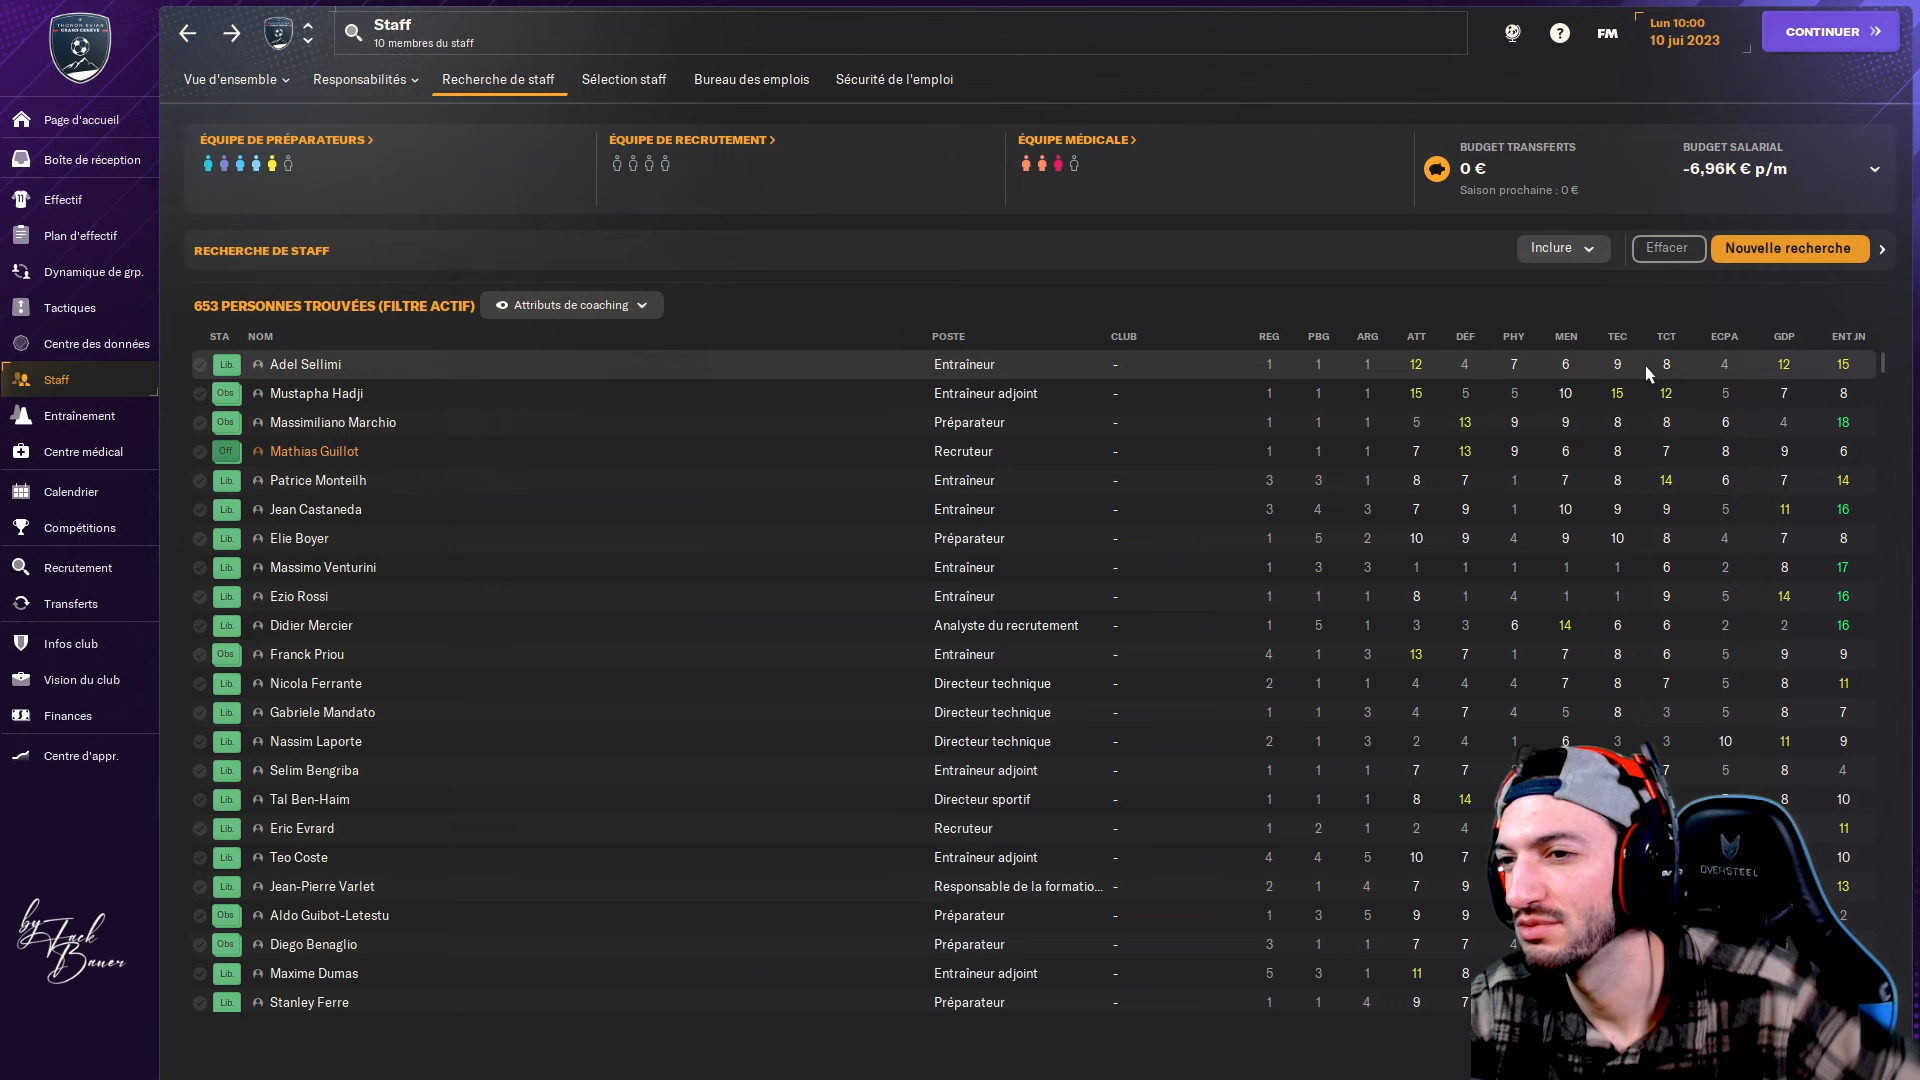 THONON EVIAN
GRAND GENÈVE
Staff
10 membres du staff
FM
Lun 10:00
10 jui 2023
CONTINUER
Vue d'ensemble
Responsabilités
Recherche de staff
Sélection staff
Bureau des emplois
Sécurité de l'emploi
Page d'accueil
Boîte de réception
Effectif
Plan d'effectif
Dynamique de grp.
Tactiques
Centre des données
Staff
Entraînement
Centre médical
Calendrier
Compétitions
Recrutement
Transferts
Infos club
Vision du club
Finances
Centre d'appr.
by Jack Bauer
ÉQUIPE DE PRÉPARATEURS >
ÉQUIPE DE RECRUTEMENT >
ÉQUIPE MÉDICALE >
BUDGET TRANSFERTS
0 €
Saison prochaine : 0 €
BUDGET SALARIAL
-6,96K € p/m
RECHERCHE DE STAFF
Inclure
Effacer
Nouvelle recherche
653 PERSONNES TROUVÉES (FILTRE ACTIF)
Attributs de coaching
STA NOM POSTE CLUB REG PBG ARG ATT DÉF PHY MEN TEC TCT ECPA GDP ENT JN
Lib. Adel Sellimi Entraîneur - 1 1 1 12 4 7 6 9 8 4 12 15
Obs Mustapha Hadji Entraîneur adjoint - 1 1 1 15 5 5 10 15 12 5 7 8
Obs Massimiliano Marchio Préparateur - 1 1 1 5 13 9 9 8 8 6 4 18
Off Mathias Guillot Recruteur - 1 1 1 7 13 9 6 8 7 8 9 6
Lib. Patrice Monteilh Entraîneur - 3 3 1 8 7 1 7 8 14 6 7 14
Lib. Jean Castaneda Entraîneur - 3 4 3 7 9 1 10 9 9 5 11 16
Lib. Elie Boyer Préparateur - 1 5 2 10 9 4 9 10 8 4 7 8
Lib. Massimo Venturini Entraîneur - 1 3 3 1 1 1 1 1 6 2 8 17
Lib. Ezio Rossi Entraîneur - 1 1 1 8 1 4 1 1 9 5 14 16
Lib. Didier Mercier Analyste du recrutement - 1 5 1 3 3 6 14 6 6 2 2 16
Obs Franck Priou Entraîneur - 4 1 3 13 7 1 7 8 6 5 9 9
Lib. Nicola Ferrante Directeur technique - 2 1 1 4 4 4 7 8 7 5 8 11
Lib. Gabriele Mandato Directeur technique - 1 1 3 4 7 4 5 8 3 5 8 7
Lib. Nassim Laporte Directeur technique - 2 1 3 2 4 1 6 3 3 10 11 9
Lib. Selim Bengriba Entraîneur adjoint - 1 1 1 7 7 7 5 8 4
Lib. Tal Ben-Haim Directeur sportif - 1 1 1 8 14 8 10
Lib. Eric Evrard Recruteur - 1 2 1 2 4 11
Lib. Teo Coste Entraîneur adjoint - 4 4 5 10 7 10
Lib. Jean-Pierre Varlet Responsable de la formatio... - 2 1 4 7 9 13
Obs Aldo Guibot-Letestu Préparateur - 1 3 5 9 9 2
Obs Diego Benaglio Préparateur - 3 1 1 7 7 4
Lib. Maxime Dumas Entraîneur adjoint - 5 3 1 11 8
Lib. Stanley Ferre Préparateur - 1 1 4 9 7
OVERSTEEL